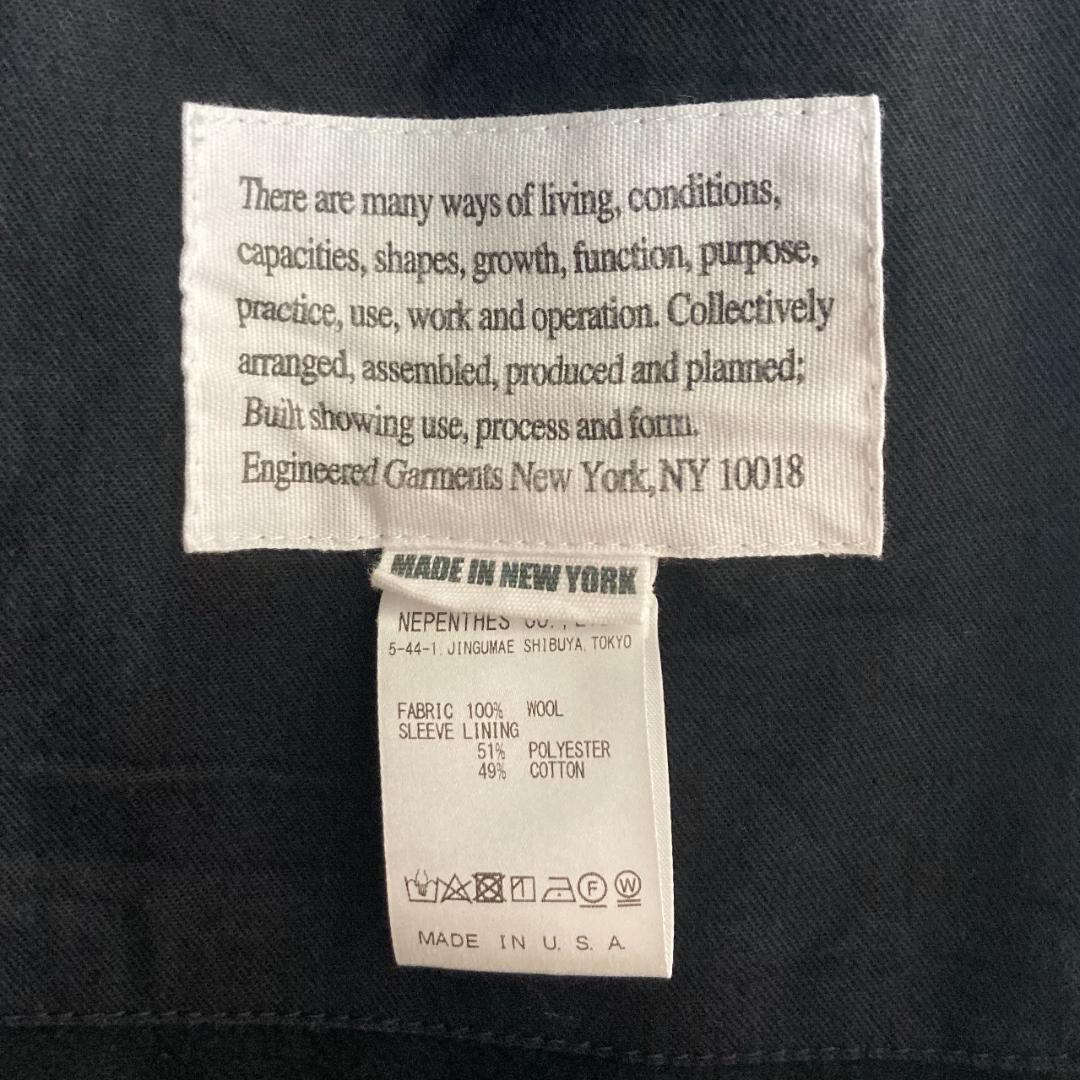 There are many ways of living, conditions,
capacities, shapes, growth, function, purpose,
practice, use, work and operation. Collectively
arranged, assembled, produced and planned;
Built showing use, process and form.
Engineered Garments New York, NY 10018
MADE IN NEW YORK
NEPENTHES CO.,
5-44-1. JINGUMAE SHIBUYA. TOKYO
FABRIC 100% WOOL
SLEEVE LINING
51% POLYESTER
49% COTTON
F W
MADE IN U. S. A.